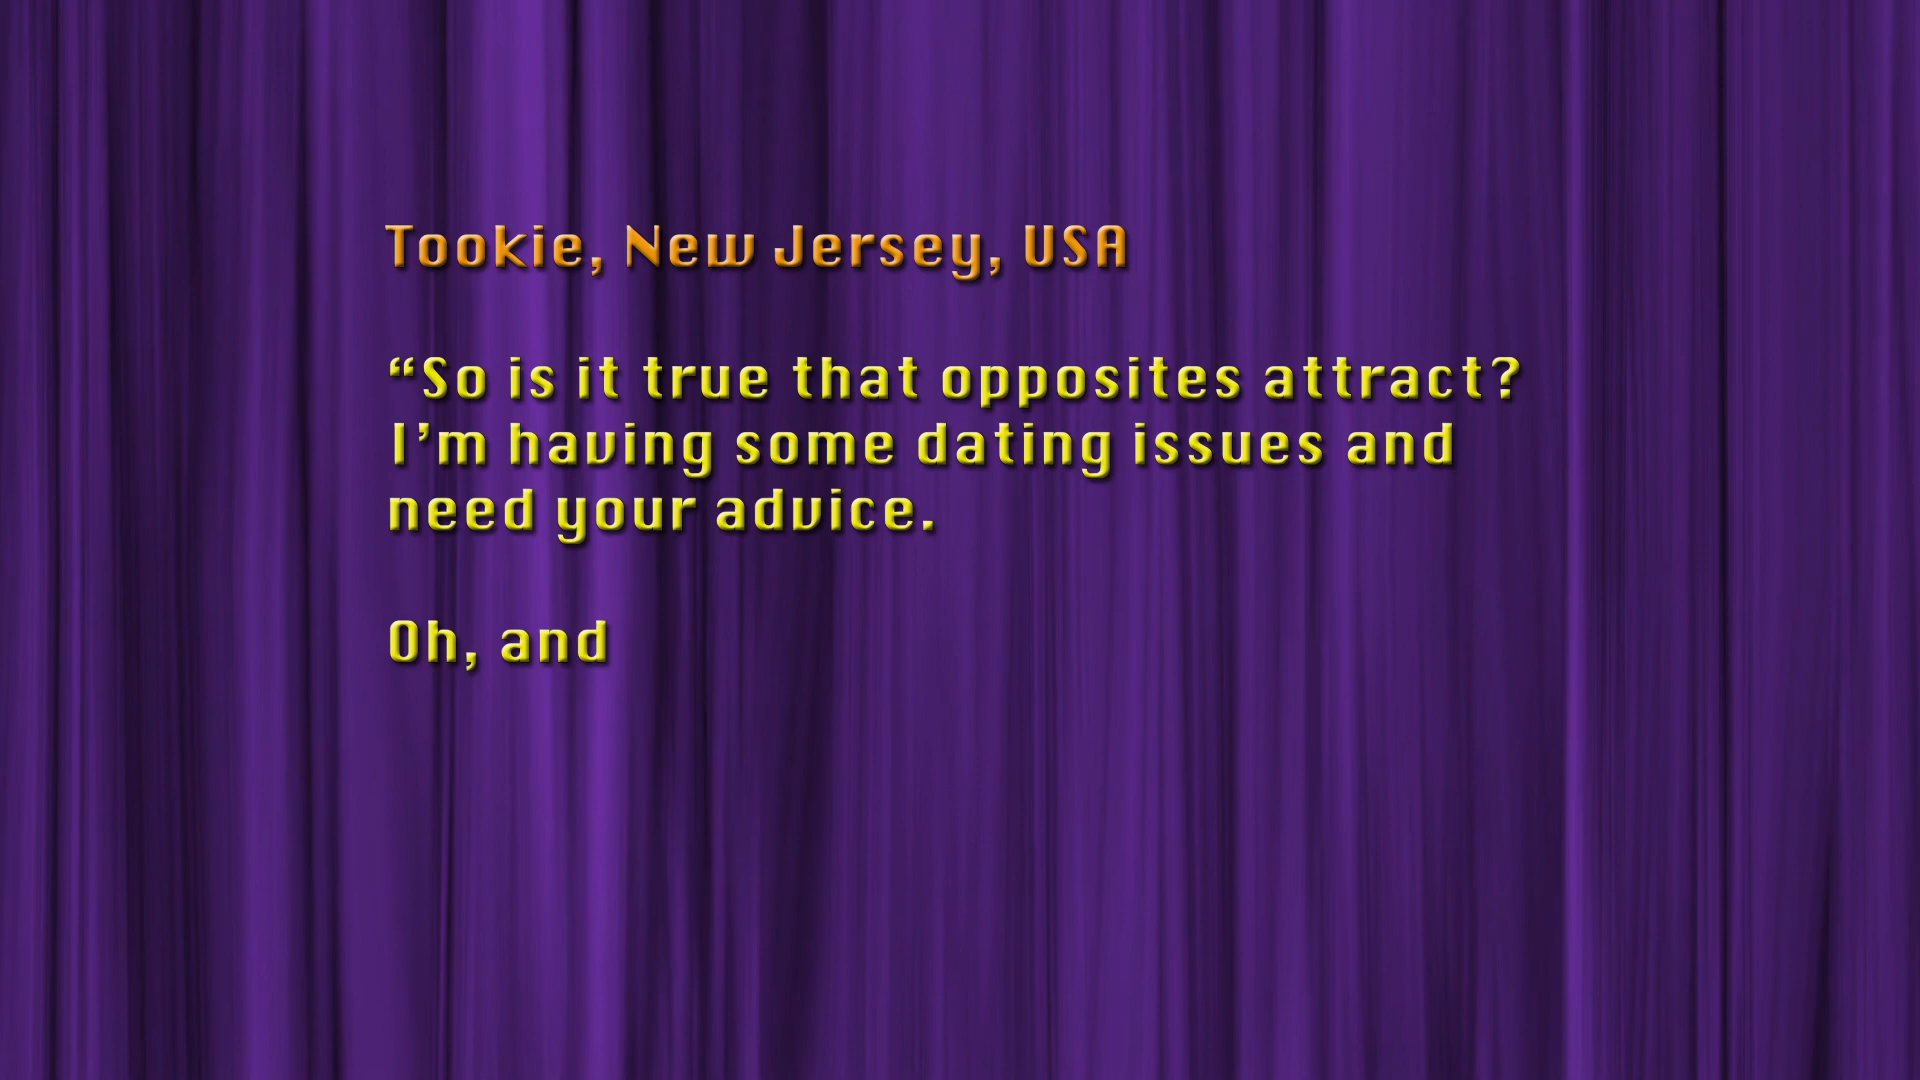 Tookie, New Jersey, USA
“So is it true that opposites attract?
I’m having some dating issues and
need your advice.
Oh, and